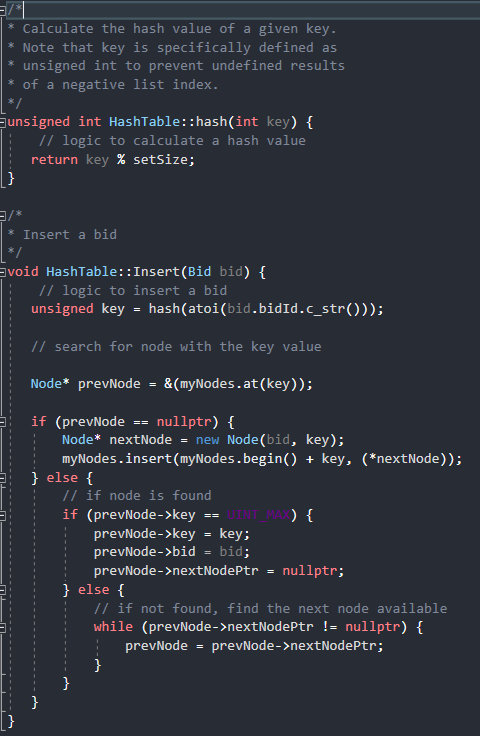 /*
* Calculate the hash value of a given key.
* Note that key is specifically defined as
* unsigned int to prevent undefined results
* of a negative list index.
*/
unsigned int HashTable::hash(int key) {
    // logic to calculate a hash value
   return key % setSize;
}

/*
* Insert a bid
*/
void HashTable::Insert(Bid bid) {
    // logic to insert a bid
   unsigned key = hash(atoi(bid.bidId.c_str()));

   // search for node with the key value

   Node* prevNode = &(myNodes.at(key));

   if (prevNode == nullptr) {
       Node* nextNode = new Node(bid, key);
       myNodes.insert(myNodes.begin() + key, (*nextNode));
   } else {
       // if node is found
       if (prevNode->key == UINT_MAX) {
           prevNode->key = key;
           prevNode->bid = bid;
           prevNode->nextNodePtr = nullptr;
       } else {
           // if not found, find the next node available
           while (prevNode->nextNodePtr != nullptr) {
               prevNode = prevNode->nextNodePtr;
           }
       }
   }
}